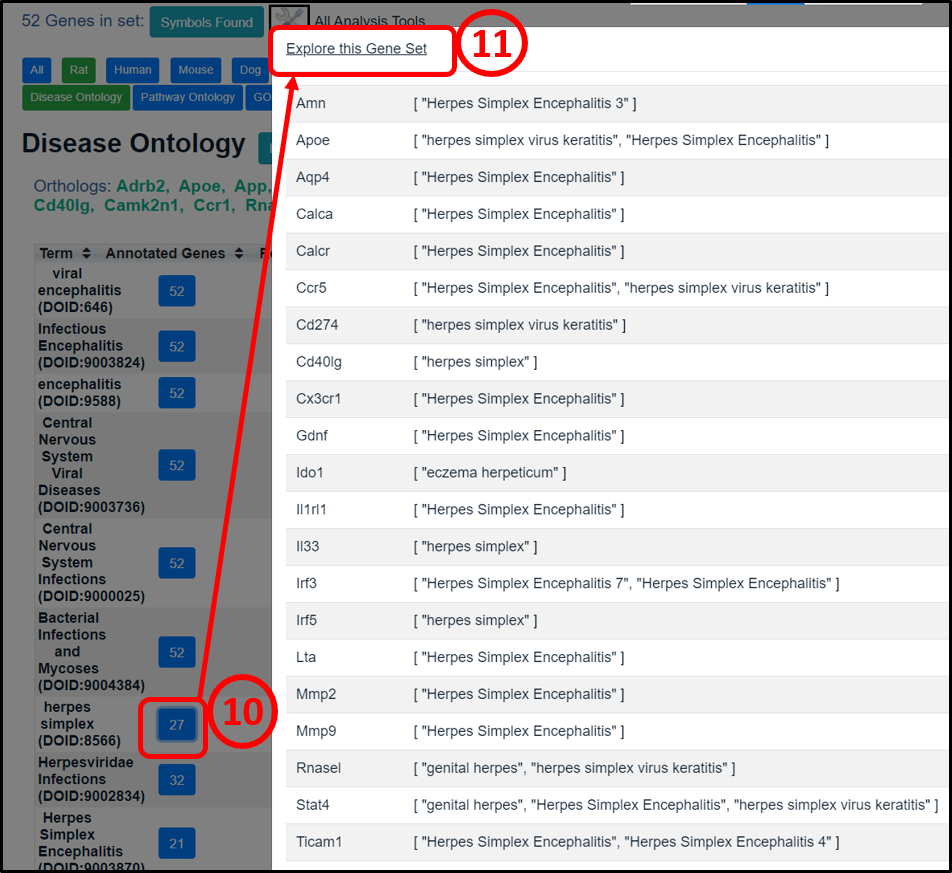 52 Genes in set: Symbols Found
All Analysis Tools
Explore this Gene Set
11
All Rat Human Mouse Dog
Disease Ontology Pathway Ontology GO
Disease Ontology
Orthologs: Adrb2, Apoe, App,
Cd40lg, Camk2n1, Ccr1,
Term Annotated Genes
viral
encephalitis
(DOID:646)
52
Infectious
Encephalitis
(DOID:9003824)
52
encephalitis
(DOID:9588)
52
Central
Nervous
System
Viral
Diseases
(DOID:9003736)
52
Central
Nervous
System
Infections
(DOID:9000025)
52
Bacterial
Infections
and
Mycoses
(DOID:9004384)
52
herpes
simplex
(DOID:8566)
27
10
Herpesviridae
Infections
(DOID:9002834)
32
Herpes
Simplex
Encephalitis
(DOID:9003870)
21
Amn [ "Herpes Simplex Encephalitis 3" ]
Apoe [ "herpes simplex virus keratitis", "Herpes Simplex Encephalitis" ]
Aqp4 [ "Herpes Simplex Encephalitis" ]
Calca [ "Herpes Simplex Encephalitis" ]
Calcr [ "Herpes Simplex Encephalitis" ]
Ccr5 [ "Herpes Simplex Encephalitis", "herpes simplex virus keratitis" ]
Cd274 [ "herpes simplex virus keratitis" ]
Cd40lg [ "herpes simplex" ]
Cx3cr1 [ "Herpes Simplex Encephalitis" ]
Gdnf [ "Herpes Simplex Encephalitis" ]
Ido1 [ "eczema herpeticum" ]
Il1rl1 [ "Herpes Simplex Encephalitis" ]
Il33 [ "herpes simplex" ]
Irf3 [ "Herpes Simplex Encephalitis 7", "Herpes Simplex Encephalitis" ]
Irf5 [ "herpes simplex" ]
Lta [ "Herpes Simplex Encephalitis" ]
Mmp2 [ "Herpes Simplex Encephalitis" ]
Mmp9 [ "Herpes Simplex Encephalitis" ]
Rnasel [ "genital herpes", "herpes simplex virus keratitis" ]
Stat4 [ "genital herpes", "Herpes Simplex Encephalitis", "herpes simplex virus keratitis" ]
Ticam1 [ "Herpes Simplex Encephalitis", "Herpes Simplex Encephalitis 4" ]